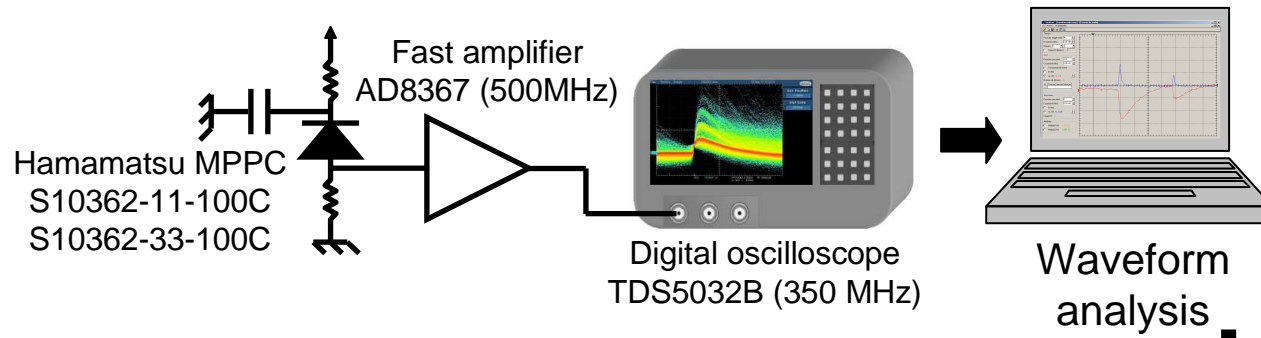 Fast amplifier
AD8367 (500MHz)
Hamamatsu MPPC
S10362-11-100C
S10362-33-100C
Digital oscilloscope
TDS5032B (350 MHz)
Waveform
analysis